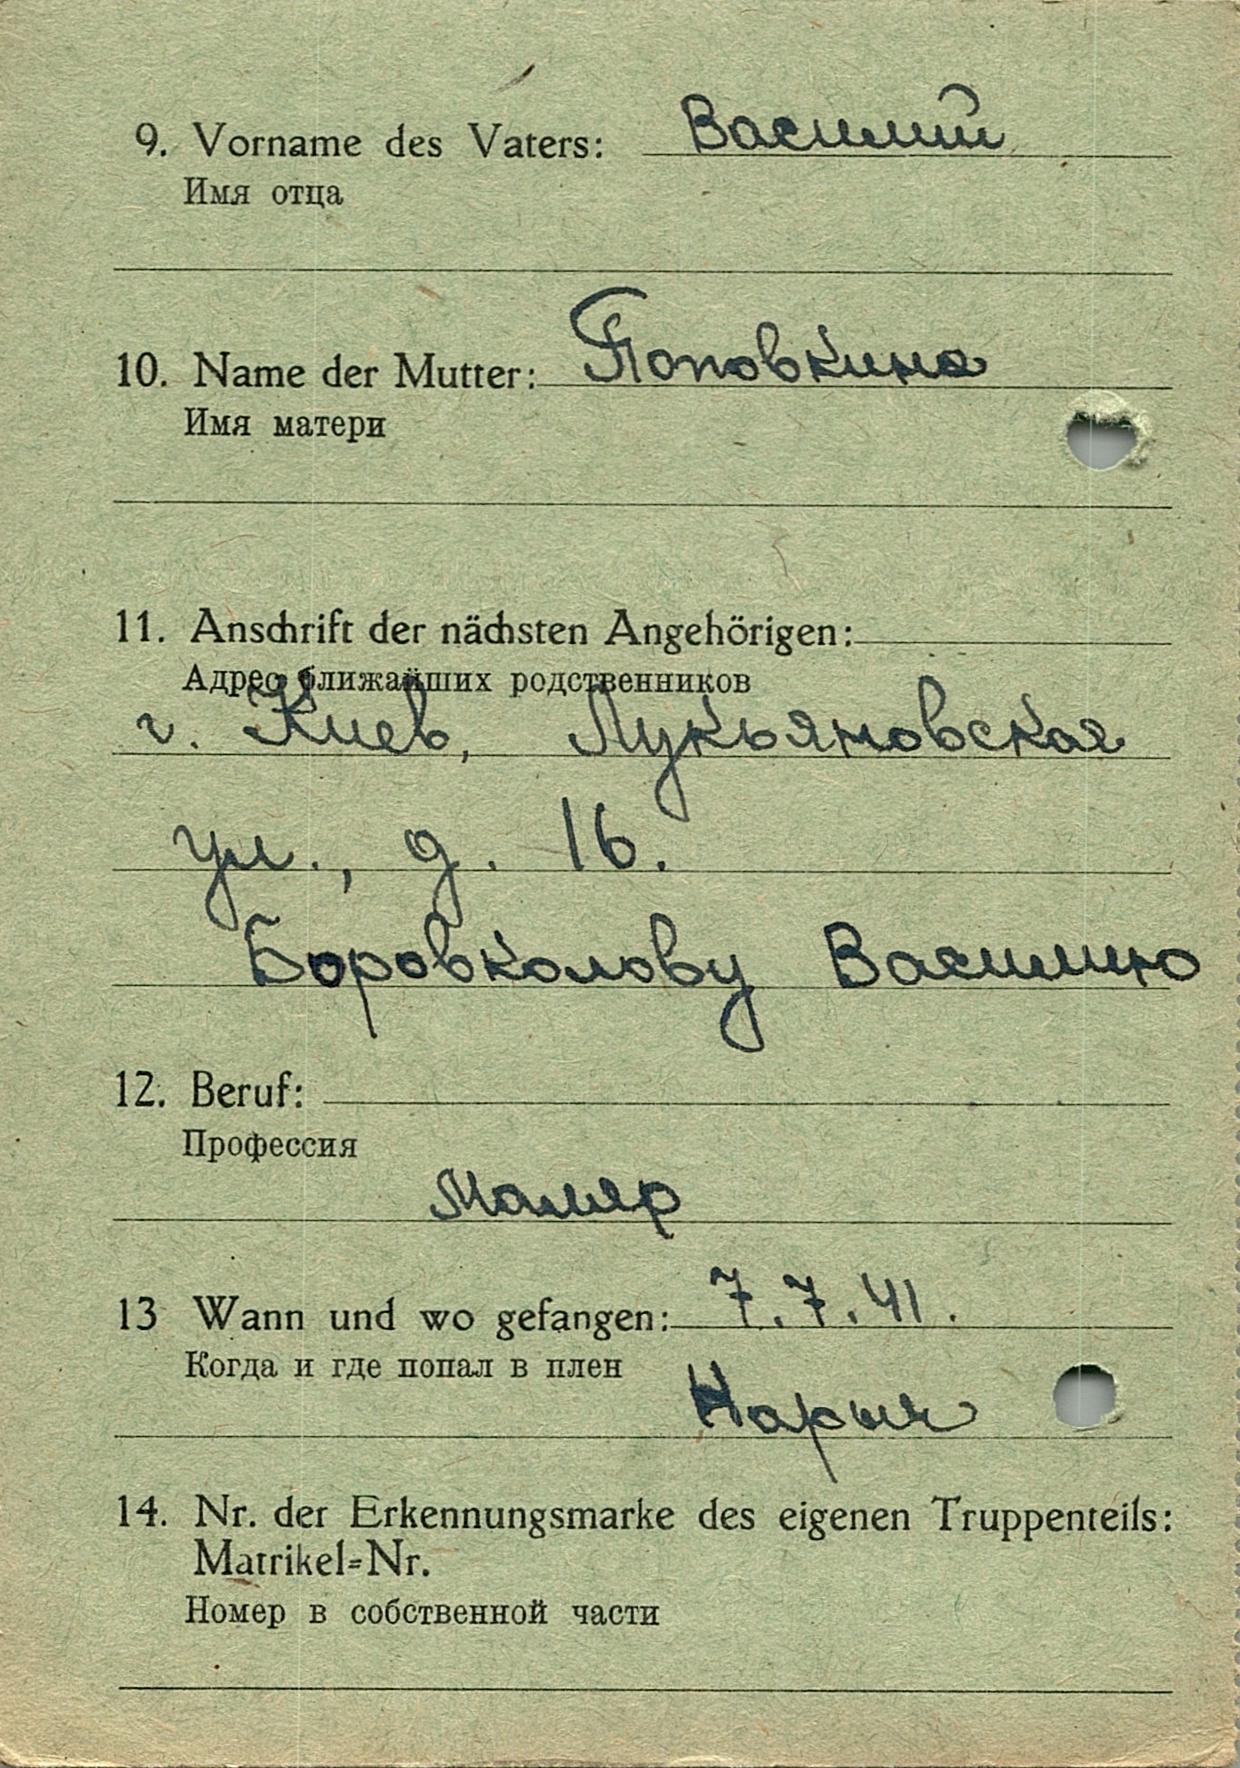 9. Vorname des Vaters: Василий
Имя отца
10. Name der Mutter: Поповкина
Имя матери
11. Anschrift der nächsten Angehörigen:
Адрес ближайших родственников
г. Киев, Лукьяновская
ул., д. 16.
Боровколову Василию
12. Beruf:
Профессия
Маляр
13 Wann und wo gefangen: 7.7.41.
Когда и где попал в плен
14. Nr. der Erkennungsmarke des eigenen Truppenteils:
Matrikel=Nr.
Номер в собственной части